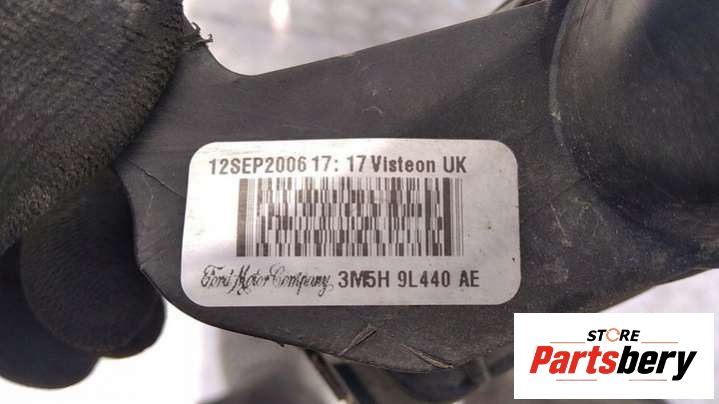 12SEP2006 17: 17 Visteon UK
Ford Motor Company 3M5H 9L440 AE
STORE
Partsbery